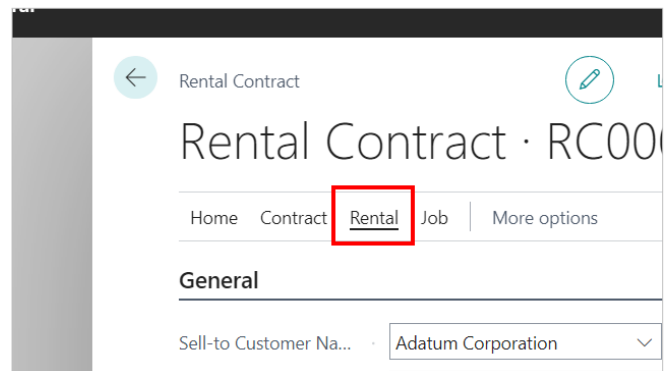 Rental Contract
Rental Contract · RC00
Home Contract Rental Job More options
General
Sell-to Customer Na... · Adatum Corporation